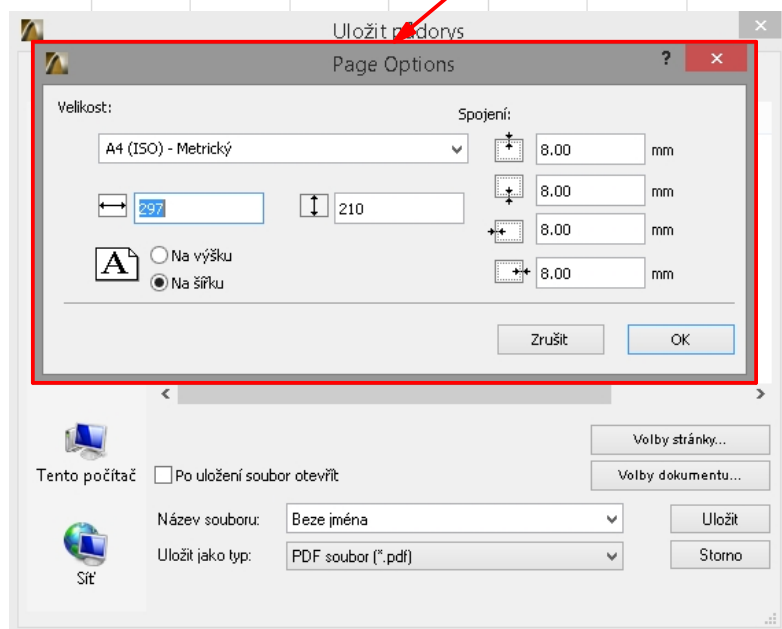 Uložit půdorys
Page Options
?
Velikost:
Spojení:
A4 (ISO) - Metrický
8.00 mm
8.00 mm
297
210
8.00 mm
A
Na výšku
Na šířku
8.00 mm
Zrušit
OK
Volby stránky...
Tento počítač
Po uložení soubor otevřít
Volby dokumentu...
Název souboru:
Beze jména
Uložit
Uložit jako typ:
PDF soubor (*.pdf)
Storno
Síť